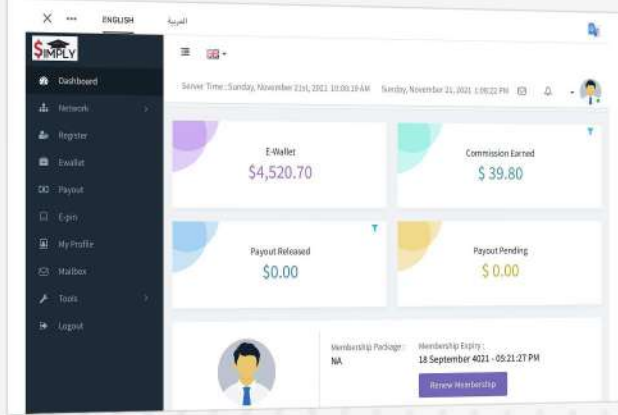 ENGLISH
العربية
$IMPLY
Server Time : Sunday, November 21st, 2021 10:00:19 AM
Sunday, November 21, 2021 1:06:22 PM
Dashboard
Network
Register
Ewallet
Payout
E-pin
My Profile
Mailbox
Tools
Logout
E-Wallet
$4,520.70
Commission Earned
$ 39.80
Payout Released
$0.00
Payout Pending
$ 0.00
Membership Package :
NA
Membership Expiry :
18 September 4021 - 05:21:27 PM
Renew Membership